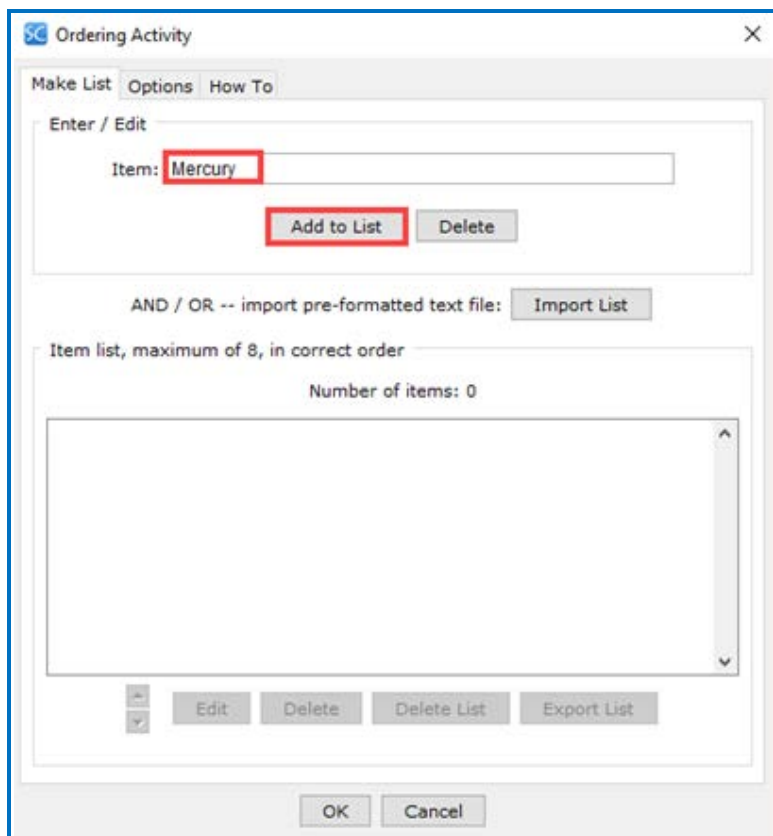 SC Ordering Activity
Make List Options How To
Enter / Edit
Item: Mercury
Add to List Delete
AND / OR -- import pre-formatted text file: Import List
Item list, maximum of 8, in correct order
Number of items: 0
Edit Delete Delete List Export List
OK Cancel